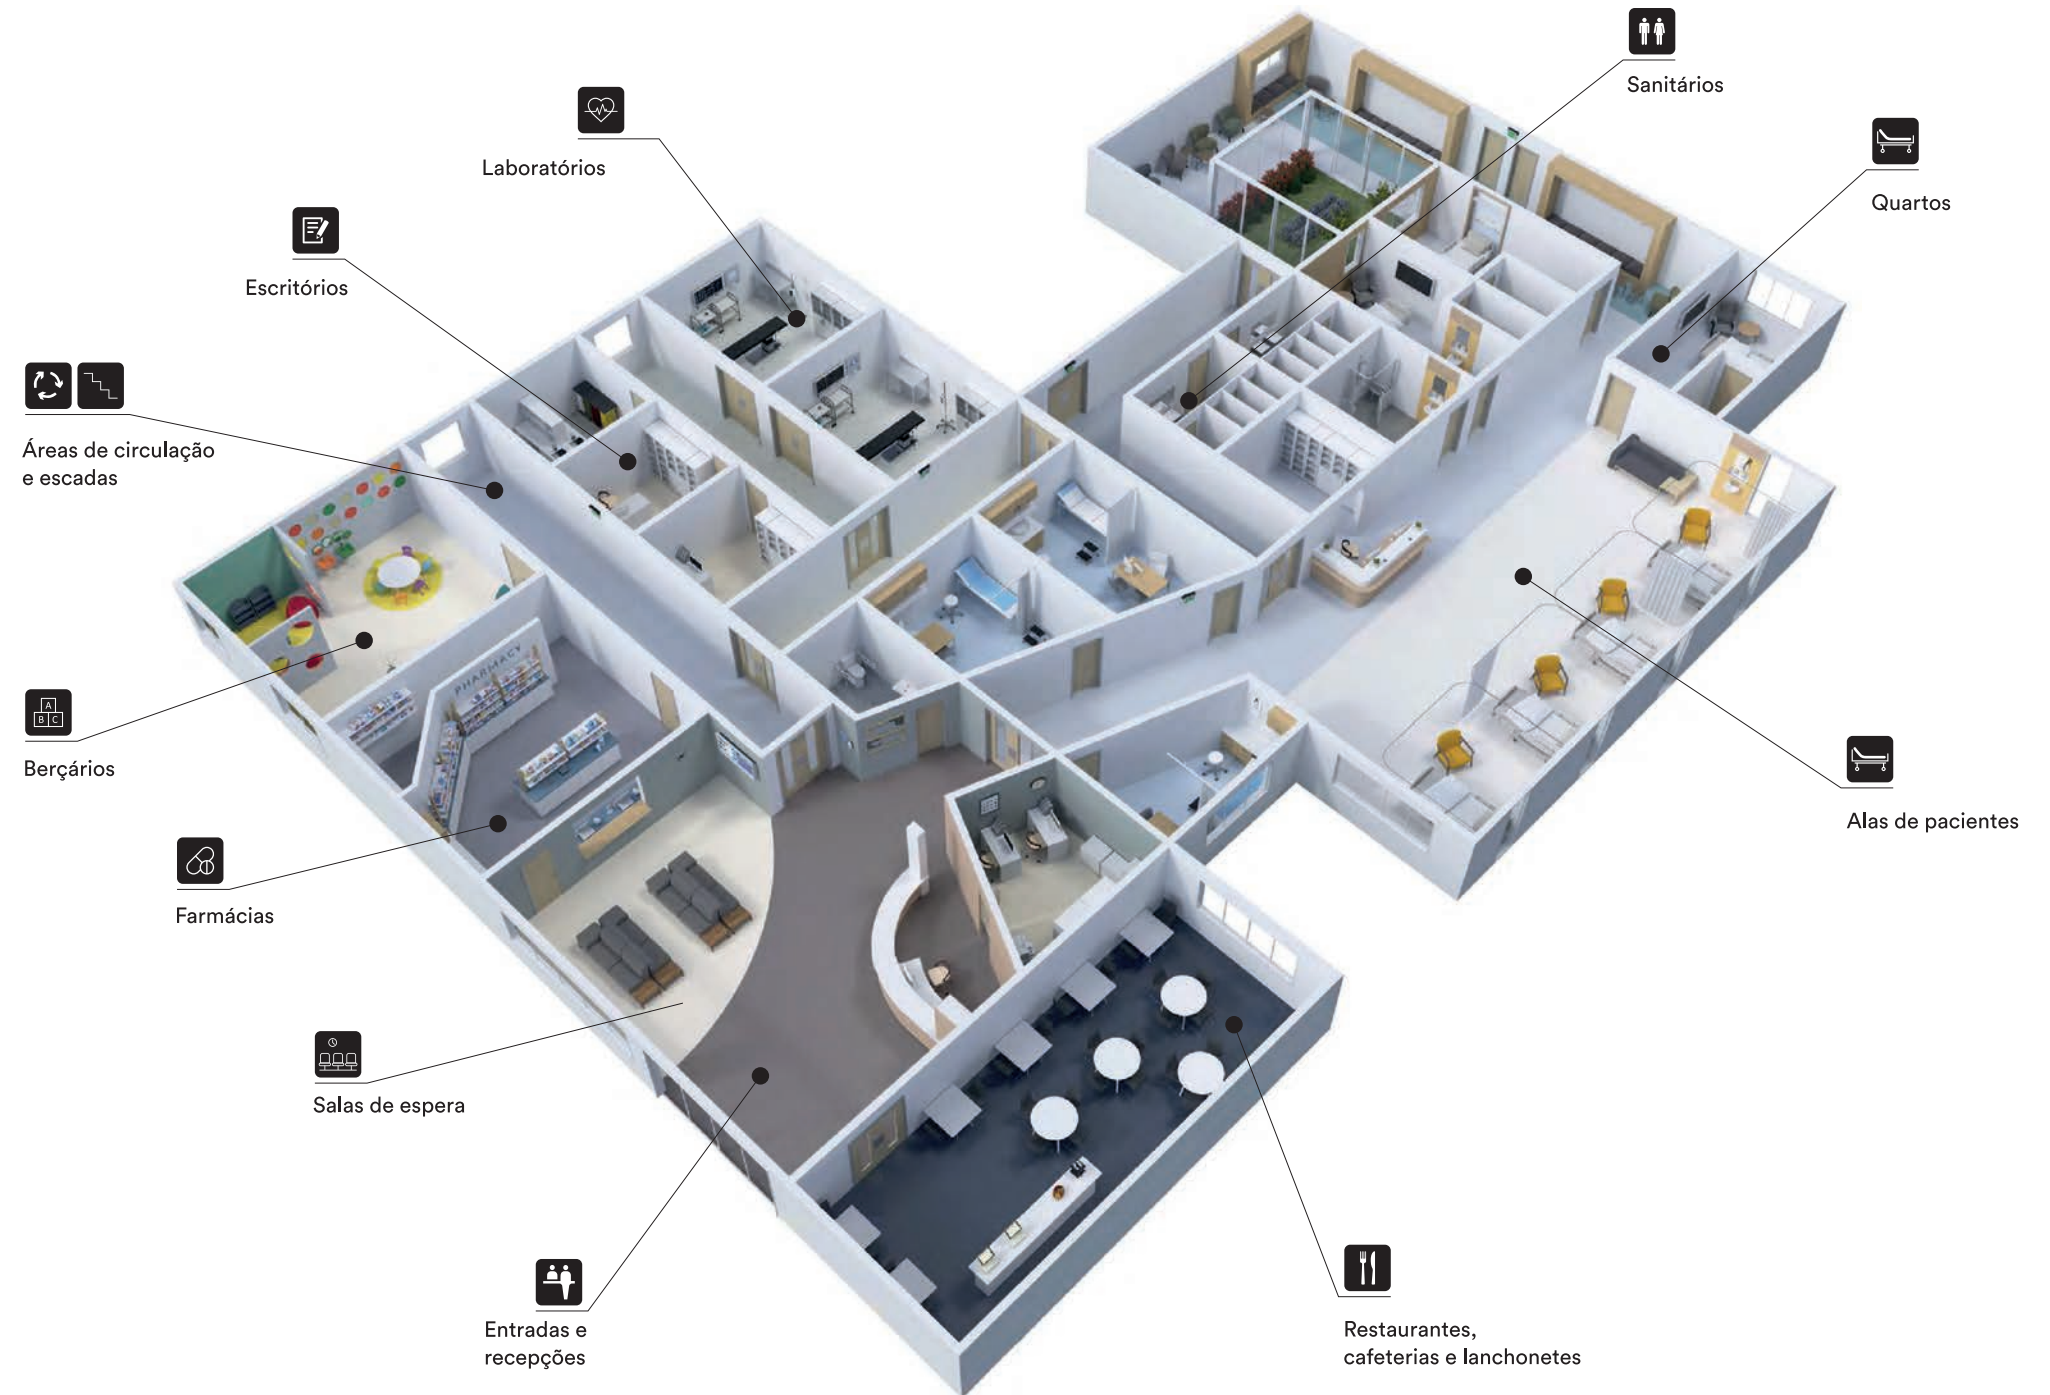 Sanitários
Laboratórios
Quartos
Escritórios
Áreas de circulação
e escadas
PHARMACY
A
B C
Berçários
Alas de pacientes
Farmácias
Salas de espera
Entradas e
recepções
Restaurantes,
cafeterias e lanchonetes